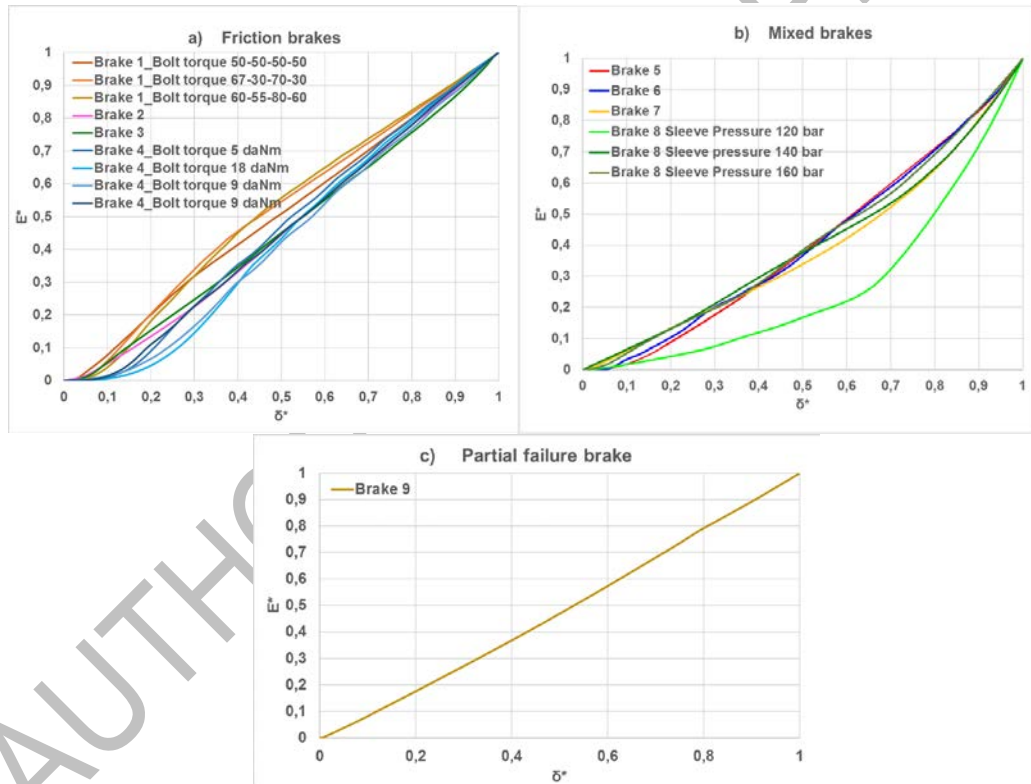 a) Friction brakes
1
0,9
0,8
0,7
0,6
0,5
0,4
0,3
0,2
0,1
0
E*
Brake 1_Bolt torque 50-50-50-50
Brake 1_Bolt torque 67-30-70-30
Brake 1_Bolt torque 60-55-80-60
Brake 2
Brake 3
Brake 4_Bolt torque 5 daNm
Brake 4_Bolt torque 18 daNm
Brake 4_Bolt torque 9 daNm
Brake 4_Bolt torque 9 daNm
0 0,1 0,2 0,3 0,4 0,5 0,6 0,7 0,8 0,9 1
δ*
b) Mixed brakes
1
0,9
0,8
0,7
0,6
0,5
0,4
0,3
0,2
0,1
0
E*
Brake 5
Brake 6
Brake 7
Brake 8 Sleeve Pressure 120 bar
Brake 8 Sleeve pressure 140 bar
Brake 8 Sleeve Pressure 160 bar
0 0,1 0,2 0,3 0,4 0,5 0,6 0,7 0,8 0,9 1
δ*
c) Partial failure brake
1
0,9
0,8
0,7
0,6
0,5
0,4
0,3
0,2
0,1
0
E*
Brake 9
0 0,2 0,4 0,6 0,8 1
δ*
AUTHO